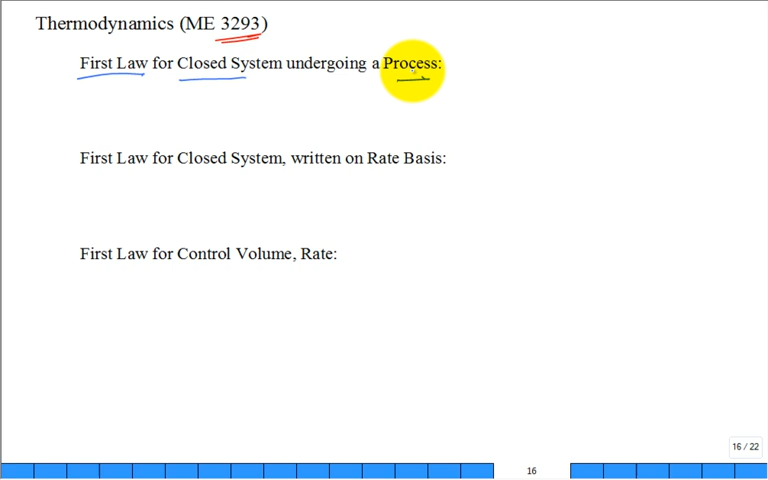 Thermodynamics (ME 3293)
First Law for Closed System undergoing a Process:
First Law for Closed System, written on Rate Basis:
First Law for Control Volume, Rate:
16 / 22
16